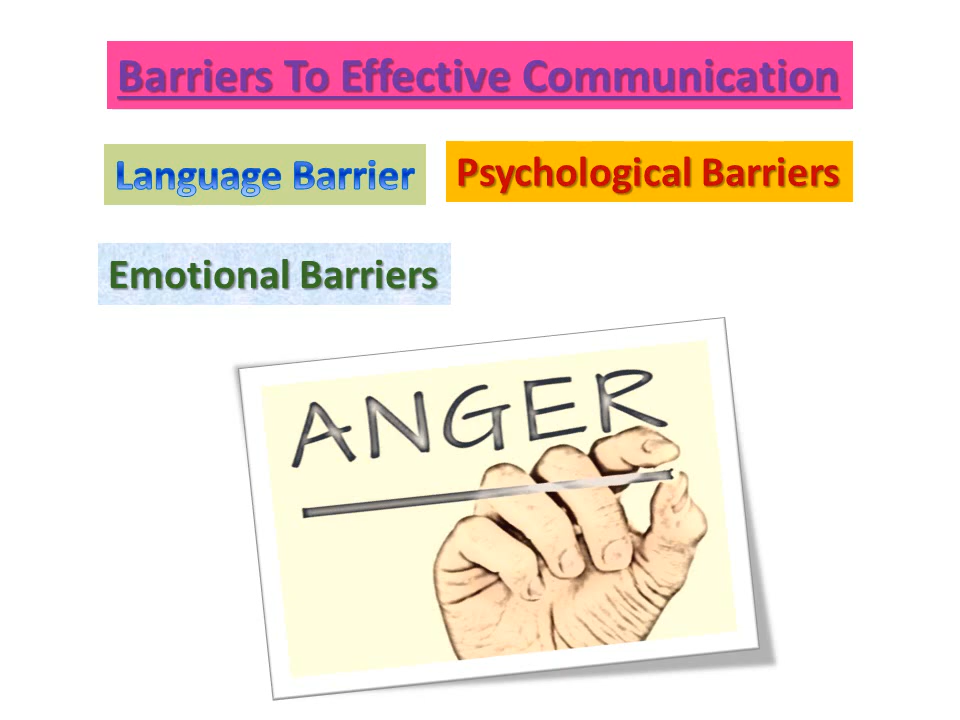 Barriers To Effective Communication
Language Barrier
Psychological Barriers
Emotional Barriers
ANGER